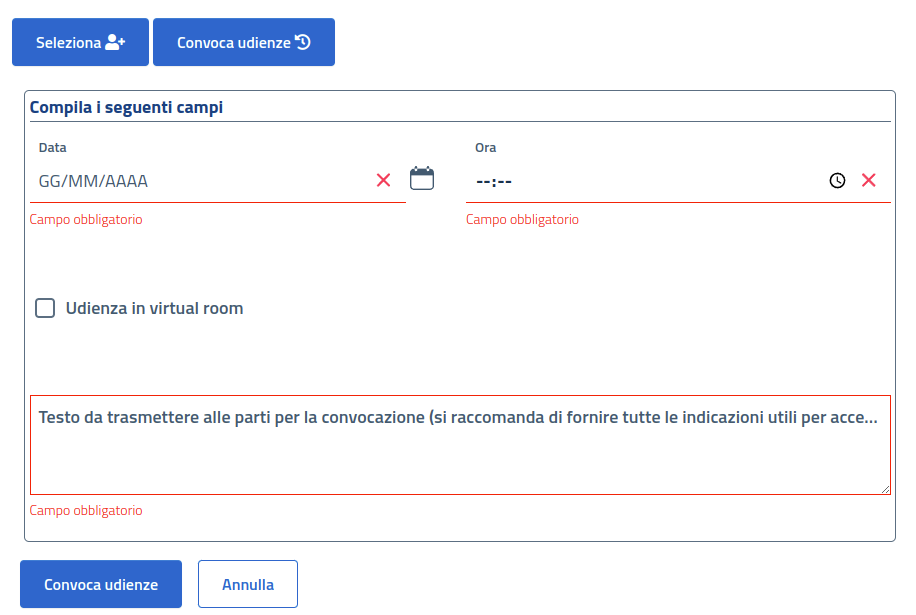 Seleziona
Convoca udienze
Compila i seguenti campi
Data
Ora
GG/MM/AAAA
--:--
Campo obbligatorio
Campo obbligatorio
Udienza in virtual room
Testo da trasmettere alle parti per la convocazione (si raccomanda di fornire tutte le indicazioni utili per acce...
Campo obbligatorio
Convoca udienze
Annulla